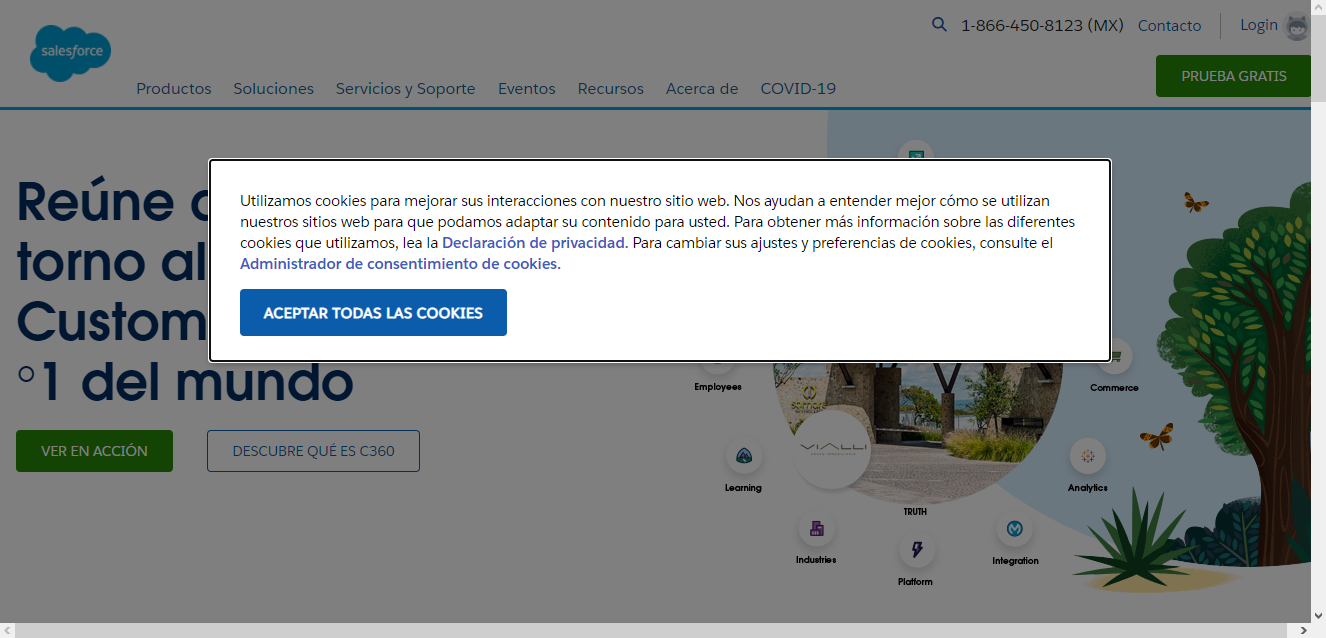 salesforce
1-866-450-8123 (MX) Contacto Login
PRUEBA GRATIS
Productos Soluciones Servicios y Soporte Eventos Recursos Acerca de COVID-19
Utilizamos cookies para mejorar sus interacciones con nuestro sitio web. Nos ayudan a entender mejor cómo se utilizan
nuestros sitios web para que podamos adaptar su contenido para usted. Para obtener más información sobre las diferentes
cookies que utilizamos, lea la Declaración de privacidad. Para cambiar sus ajustes y preferencias de cookies, consulte el
Administrador de consentimiento de cookies.
ACEPTAR TODAS LAS COOKIES
Reúne
torno al
Custom
°1 del mundo
VER EN ACCIÓN DESCUBRE QUÉ ES C360
Employees
Commerce
VIALLI
Learning
Analytics
TRUTH
Industries
Integration
Platform